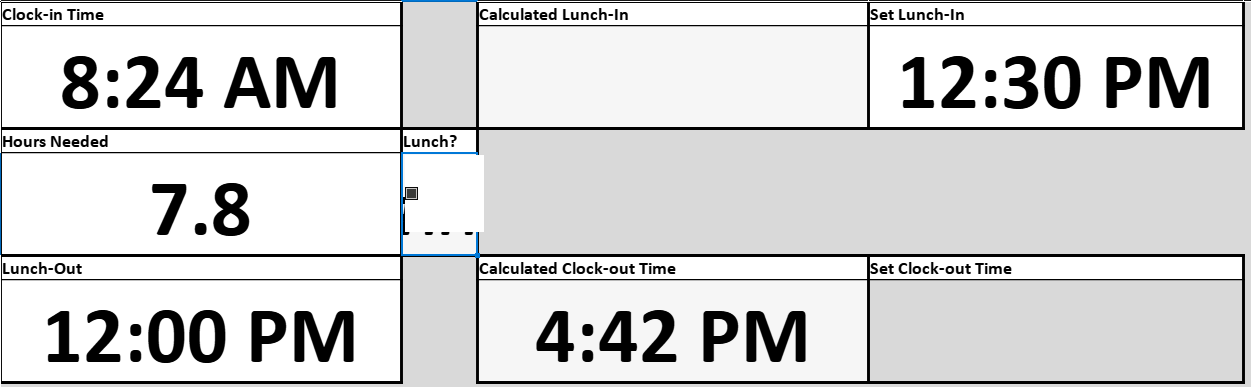 Clock-in Time
Calculated Lunch-In
Set Lunch-In
8:24 AM
12:30 PM
Hours Needed
Lunch?
7.8
Lunch-Out
Calculated Clock-out Time
Set Clock-out Time
12:00 PM
4:42 PM